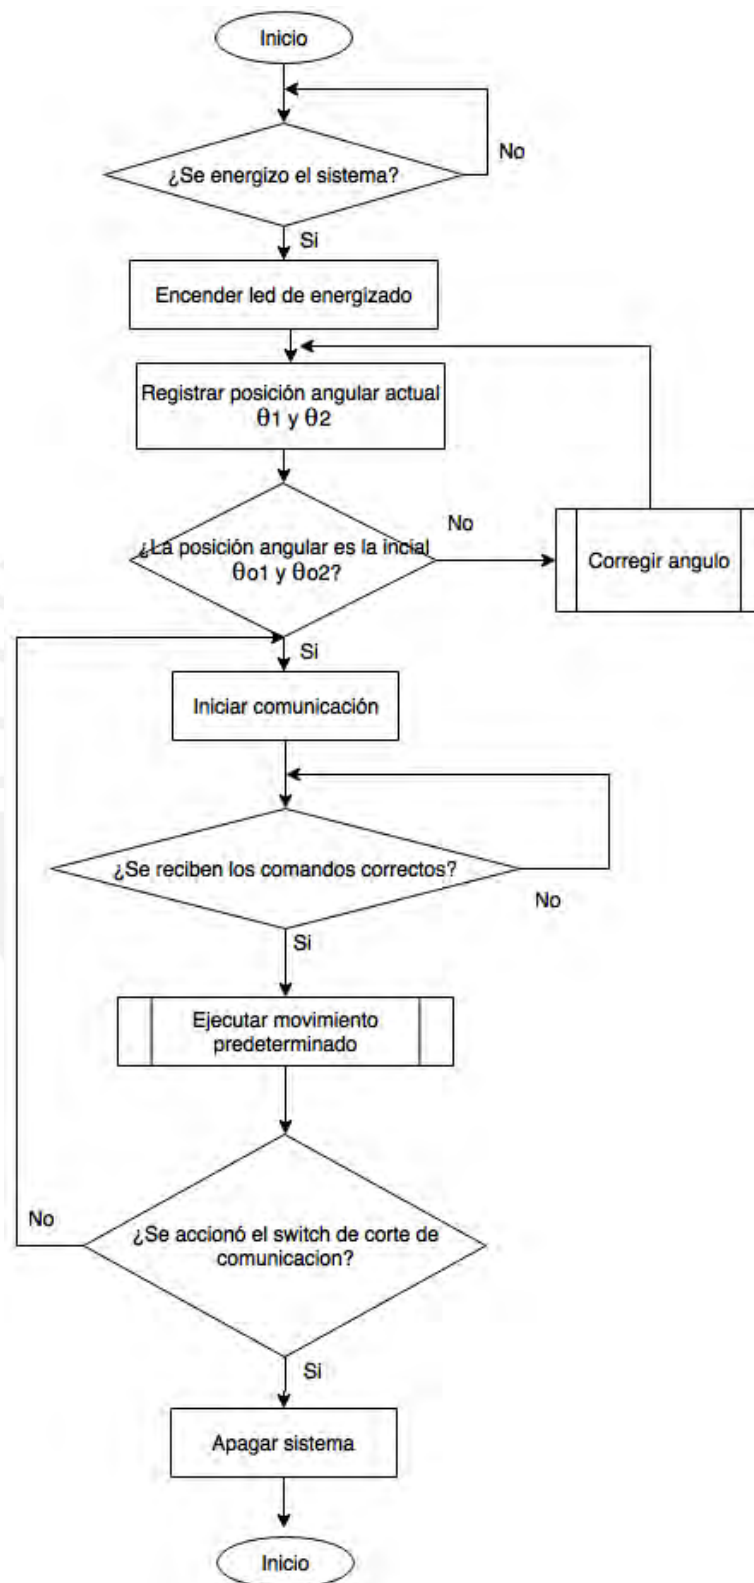 Inicio
No
¿Se energizo el sistema?
Si
Encender led de energizado
Registrar posición angular actual
θ1 y θ2
No
¿La posición angular es la incial
θo1 y θo2?
Corregir angulo
Si
Iniciar comunicación
¿Se reciben los comandos correctos?
No
Si
Ejecutar movimiento
predeterminado
No
¿Se accionó el switch de corte de
comunicacion?
Si
Apagar sistema
Inicio